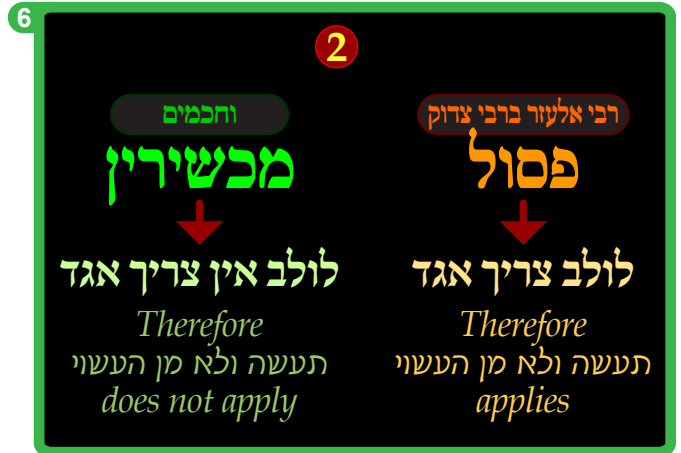 6
2
רבי אלעזר ברבי צדוק
פסול
לולב צריך אגד
Therefore
תעשה ולא מן העשוי
applies
וחכמים
מכשירין
לולב אין צריך אגד
Therefore
תעשה ולא מן העשוי
does not apply